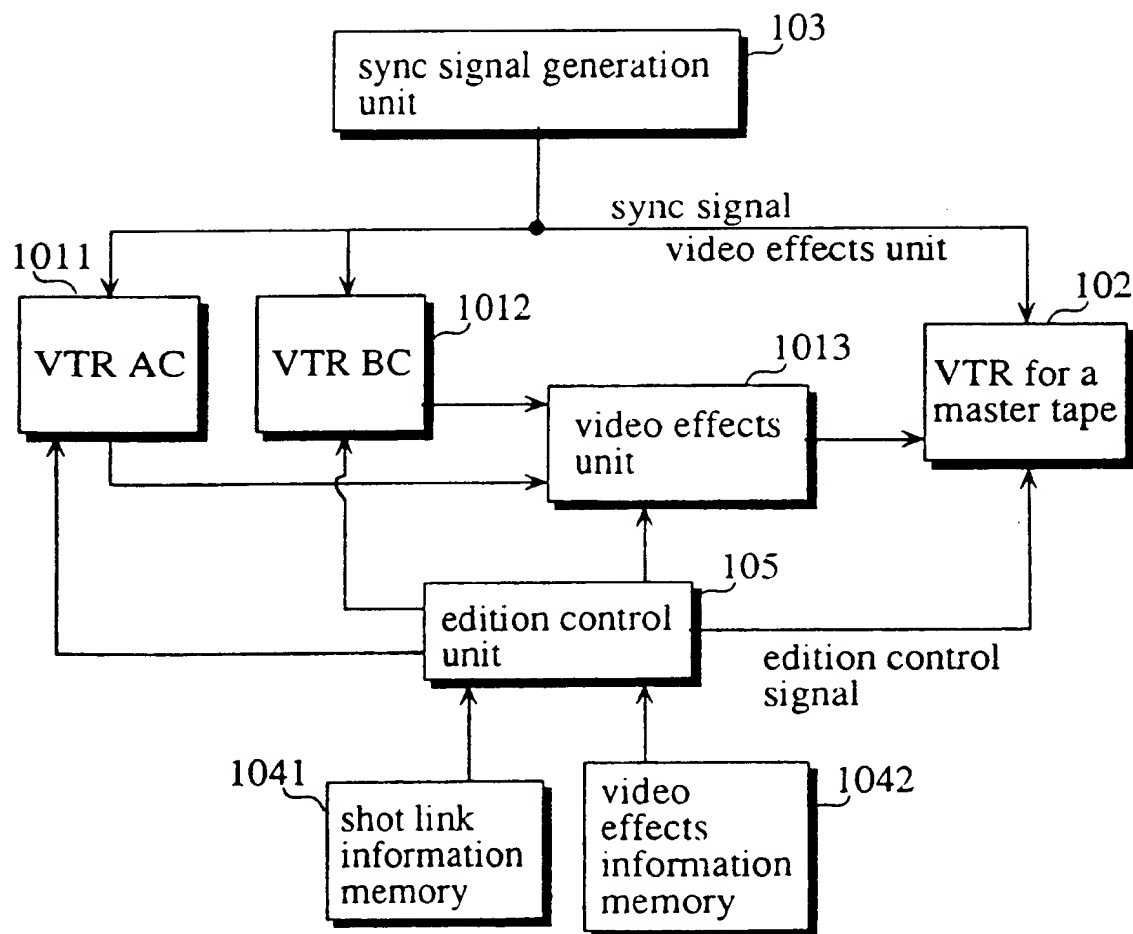 103
sync signal generation
unit
sync signal
video effects unit
1011
1012
102
VTR AC
VTR BC
1013
VTR for a
master tape
video effects
unit
105
edition control
unit
edition control
signal
1041
1042
shot link
information
memory
video
effects
information
memory